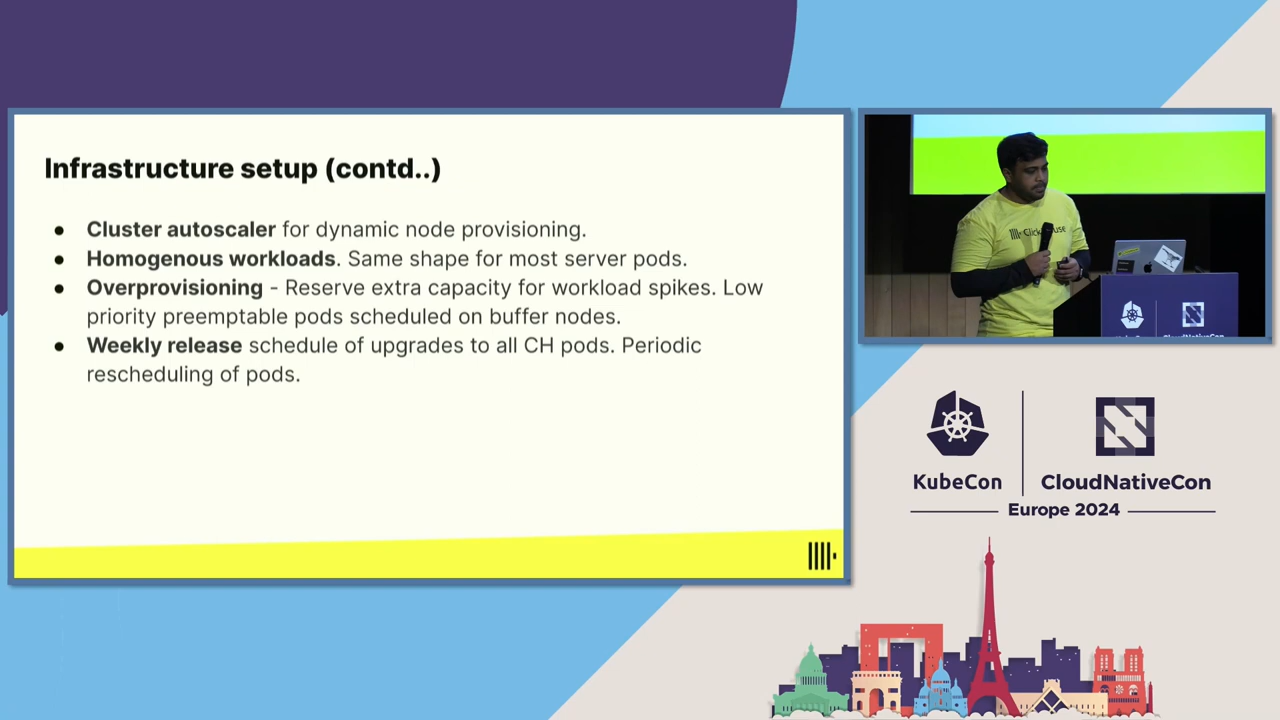 Infrastructure setup (contd..)
● Cluster autoscaler for dynamic node provisioning.
● Homogenous workloads. Same shape for most server pods.
● Overprovisioning - Reserve extra capacity for workload spikes. Low
priority preemptable pods scheduled on buffer nodes.
● Weekly release schedule of upgrades to all CH pods. Periodic
rescheduling of pods.
KubeCon
CloudNativeCon
Europe 2024